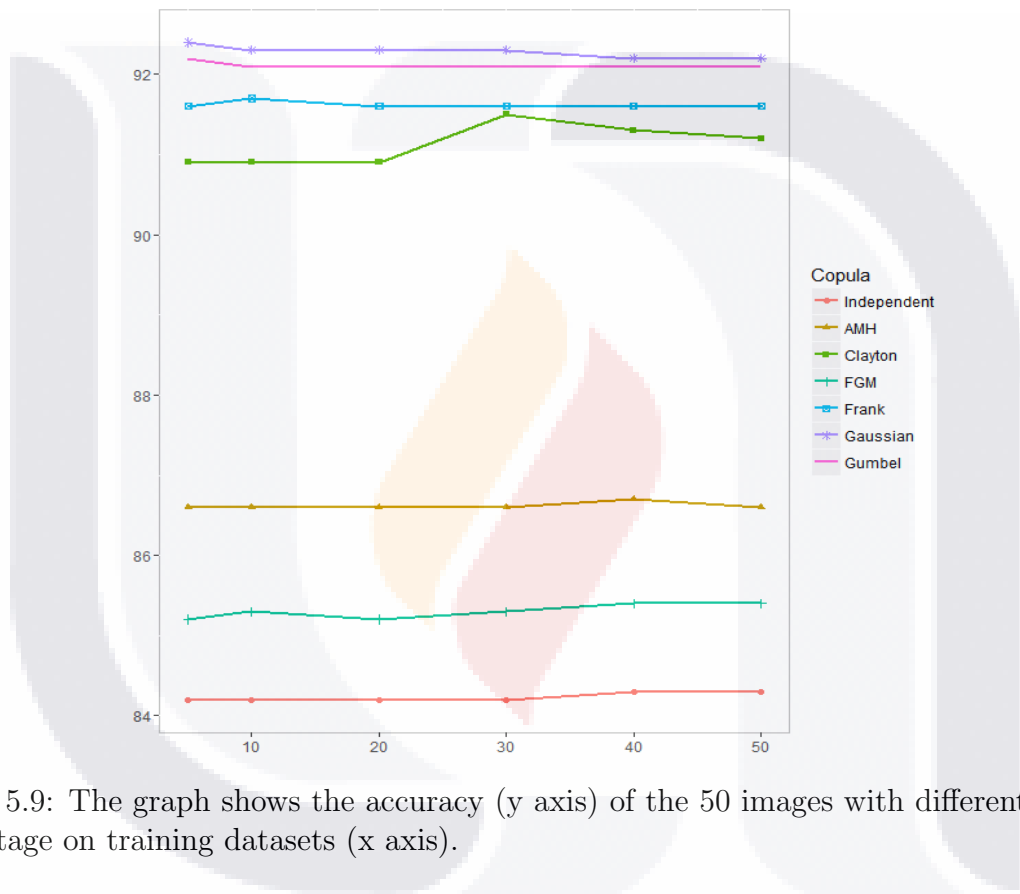 92
90
88
86
84
10 20 30 40 50
Copula
Independent
AMH
Clayton
FGM
Frank
Gaussian
Gumbel
5.9: The graph shows the accuracy (y axis) of the 50 images with different
tage on training datasets (x axis).